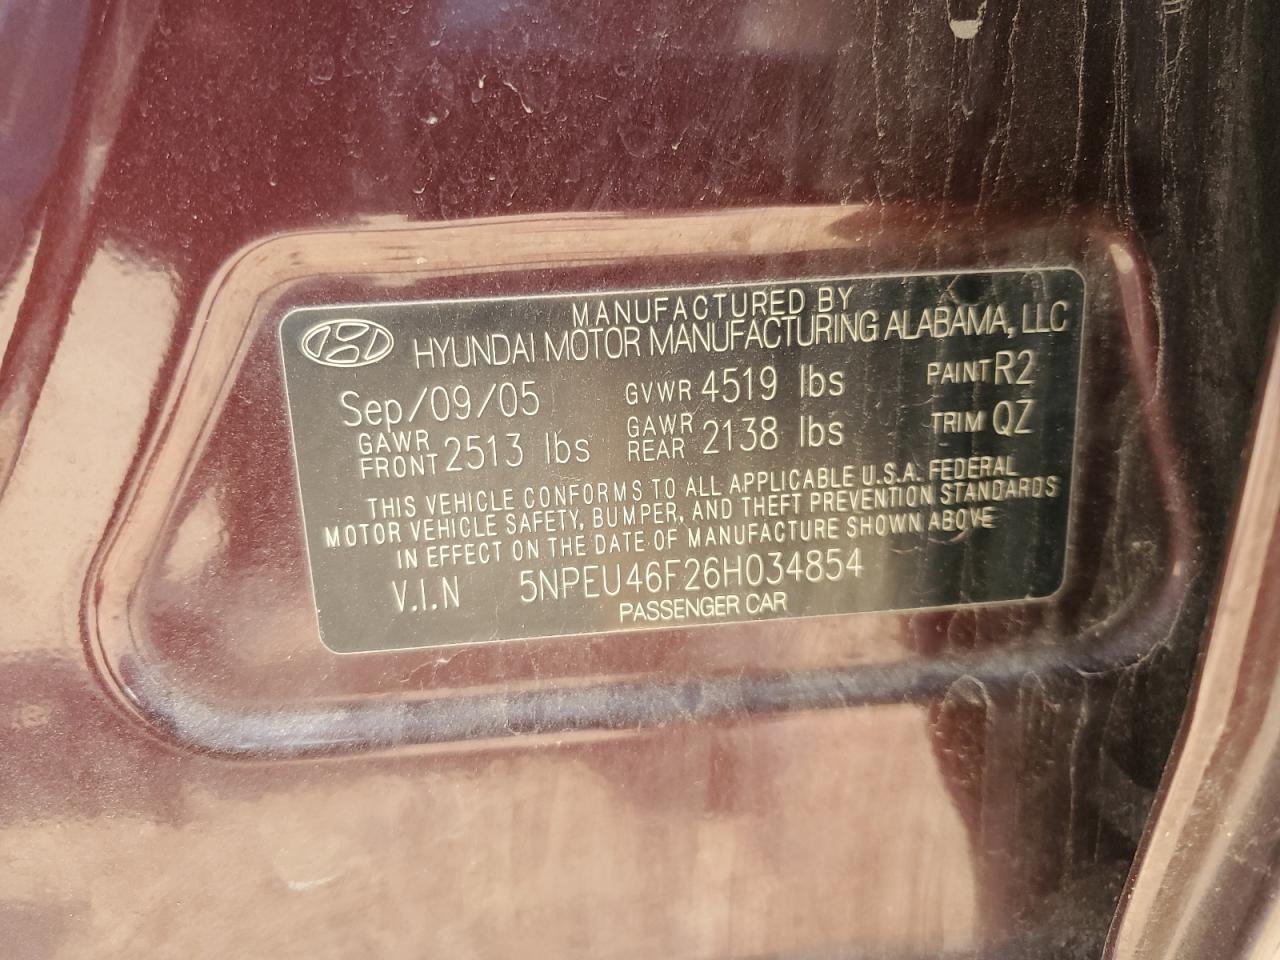 MANUFACTURED BY
HYUNDAI MOTOR MANUFACTURING ALABAMA, LLC
Sep/09/05 GVWR 4519 lbs PAINT R2
GAWR FRONT 2513 lbs GAWR REAR 2138 lbs TRIM QZ
THIS VEHICLE CONFORMS TO ALL APPLICABLE U.S.A. FEDERAL
MOTOR VEHICLE SAFETY, BUMPER, AND THEFT PREVENTION STANDARDS
IN EFFECT ON THE DATE OF MANUFACTURE SHOWN ABOVE
V.I.N 5NPEU46F26H034854
PASSENGER CAR